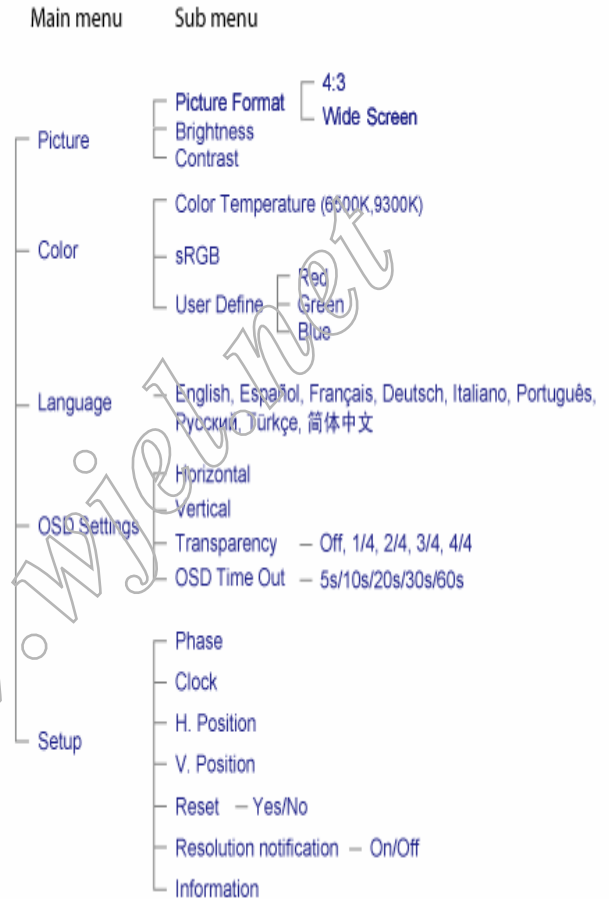 Main menu Sub menu
4:3
Picture Format
Wide Screen
Brightness
Picture
Contrast
Color Temperature (6500K,9300K)
Color
sRGB
Red
User Define Green
Blue
English, Español, Français, Deutsch, Italiano, Português,
Language
Русский, Türkçe, 简体中文
Horizontal
Vertical
OSD Settings
Transparency – Off, 1/4, 2/4, 3/4, 4/4
OSD Time Out – 5s/10s/20s/30s/60s
Phase
Clock
H. Position
Setup
V. Position
Reset – Yes/No
Resolution notification – On/Off
Information
.wjel.net